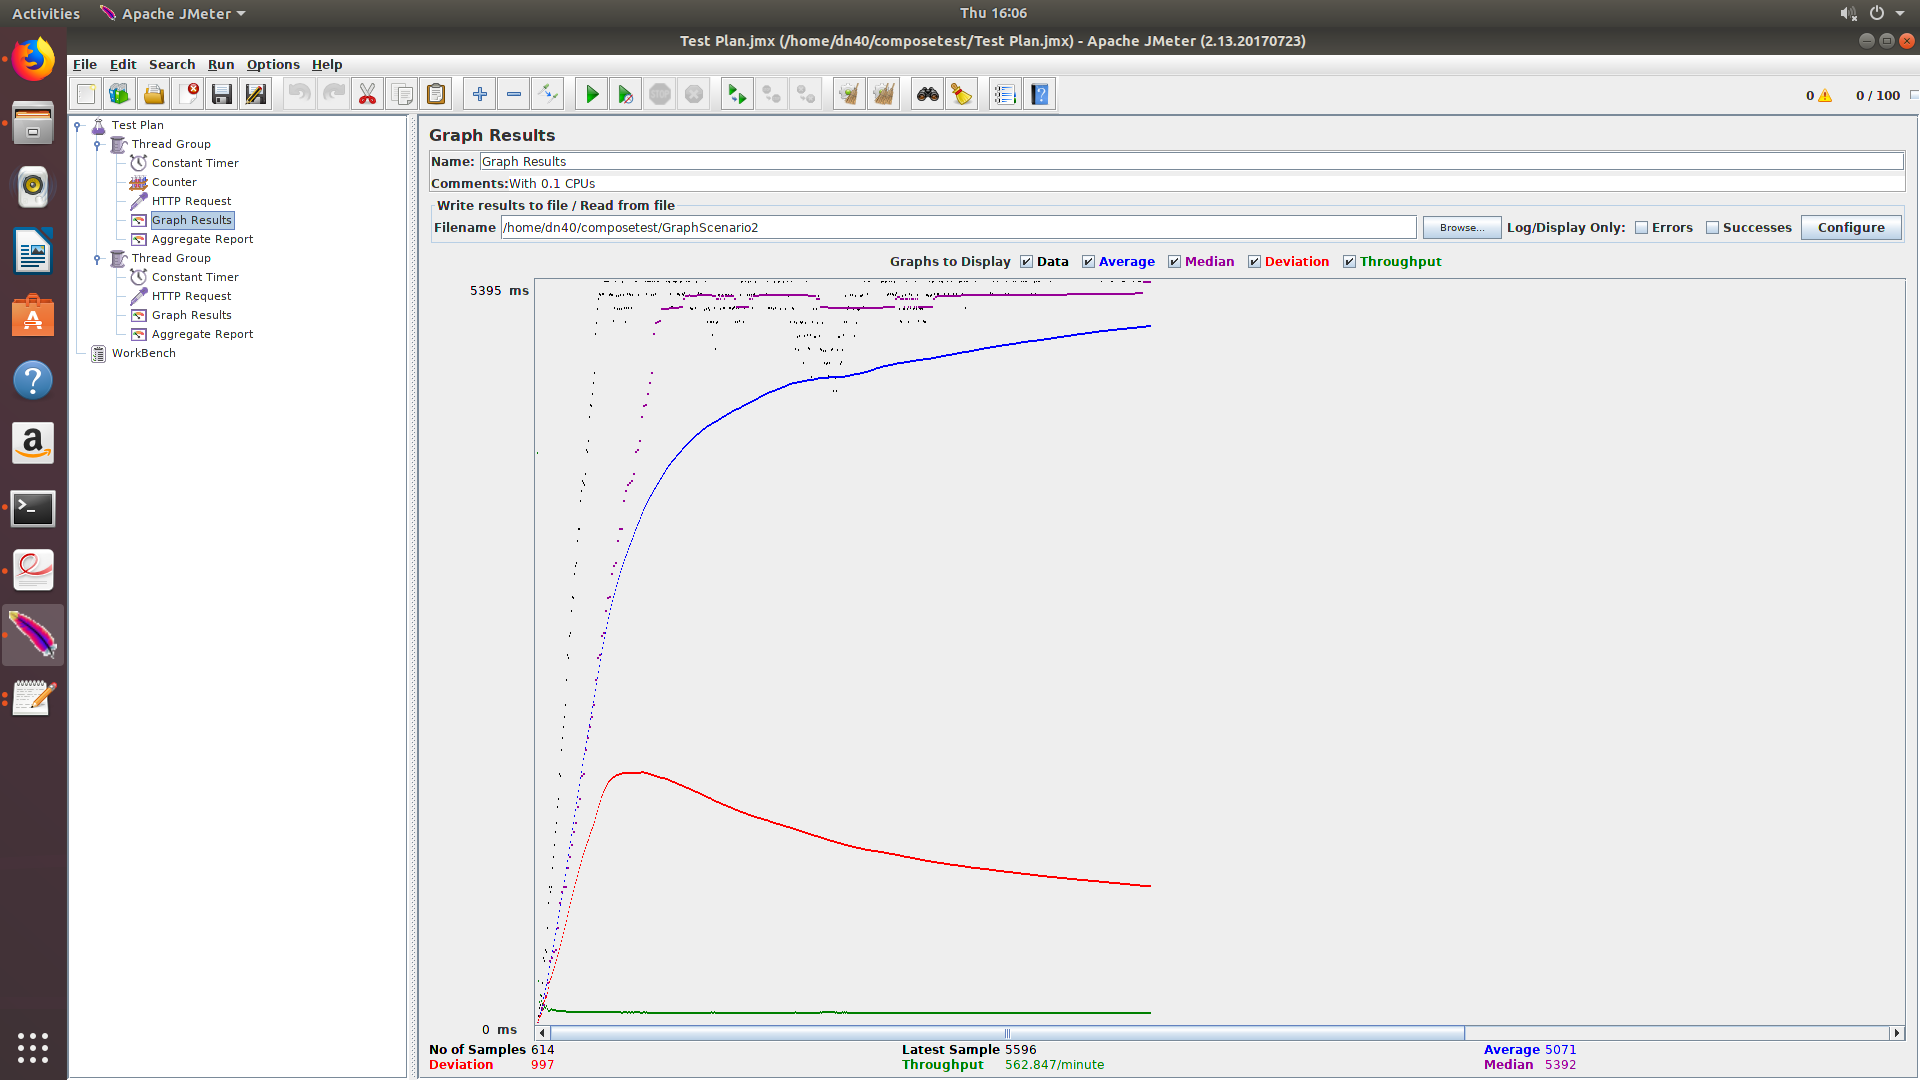 Activities Apache JMeter Thu 16:06
Test Plan.jmx (/home/dn40/composetest/Test Plan.jmx) - Apache JMeter (2.13.20170723)
File Edit Search Run Options Help
0 0 / 100
Test Plan
Thread Group
Constant Timer
Counter
HTTP Request
Graph Results
Aggregate Report
Thread Group
Constant Timer
HTTP Request
Graph Results
Aggregate Report
WorkBench
Graph Results
Name: Graph Results
Comments: With 0.1 CPUs
Write results to file / Read from file
Filename /home/dn40/composetest/GraphScenario2 Browse... Log/Display Only: Errors Successes Configure
Graphs to Display Data Average Median Deviation Throughput
5395 ms
0 ms
No of Samples 614 Latest Sample 5596 Average 5071
Deviation 997 Throughput 562.847/minute Median 5392